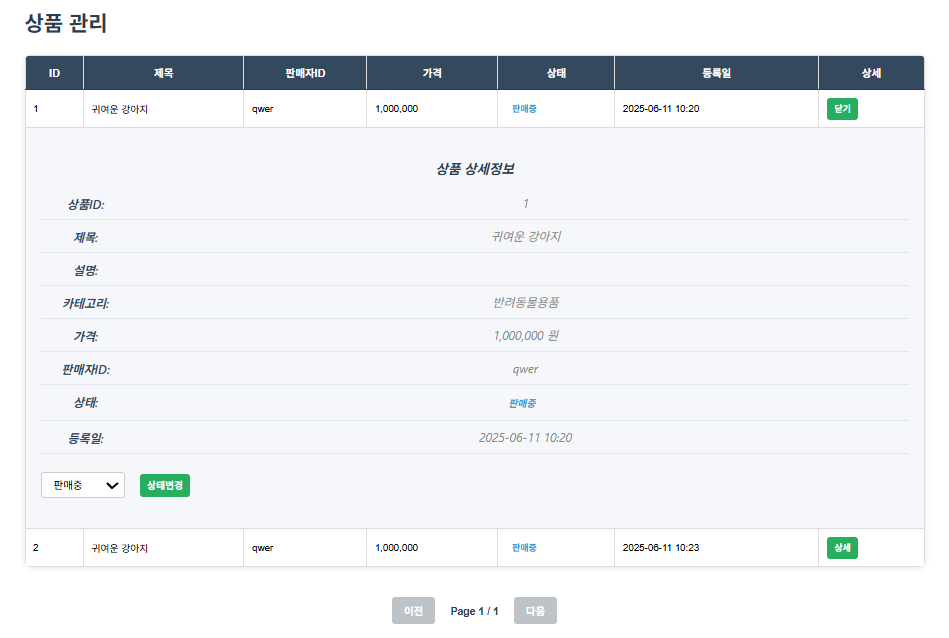 상품 관리
ID 제목 판매자ID 가격 상태 등록일 상세
1 귀여운 강아지 qwer 1,000,000 판매중 2025-06-11 10:20 닫기
상품 상세정보
상품ID: 1
제목: 귀여운 강아지
설명:
카테고리: 반려동물용품
가격: 1,000,000 원
판매자ID: qwer
상태: 판매중
등록일: 2025-06-11 10:20
판매중 상태변경
2 귀여운 강아지 qwer 1,000,000 판매중 2025-06-11 10:23 상세
이전 Page 1 / 1 다음